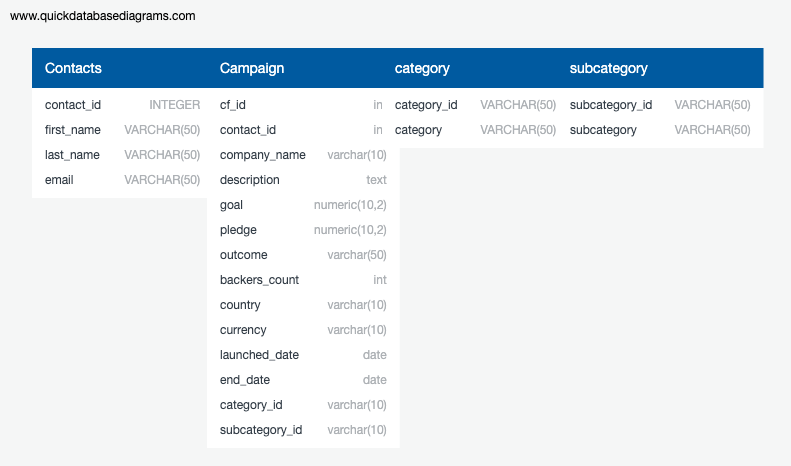 www.quickdatabasediagrams.com
Contacts
contact_id INTEGER
first_name VARCHAR(50)
last_name VARCHAR(50)
email VARCHAR(50)
Campaign
cf_id in
contact_id in
company_name varchar(10)
description text
goal numeric(10,2)
pledge numeric(10,2)
outcome varchar(50)
backers_count int
country varchar(10)
currency varchar(10)
launched_date date
end_date date
category_id varchar(10)
subcategory_id varchar(10)
category
category_id VARCHAR(50)
category VARCHAR(50)
subcategory
subcategory_id VARCHAR(50)
subcategory VARCHAR(50)